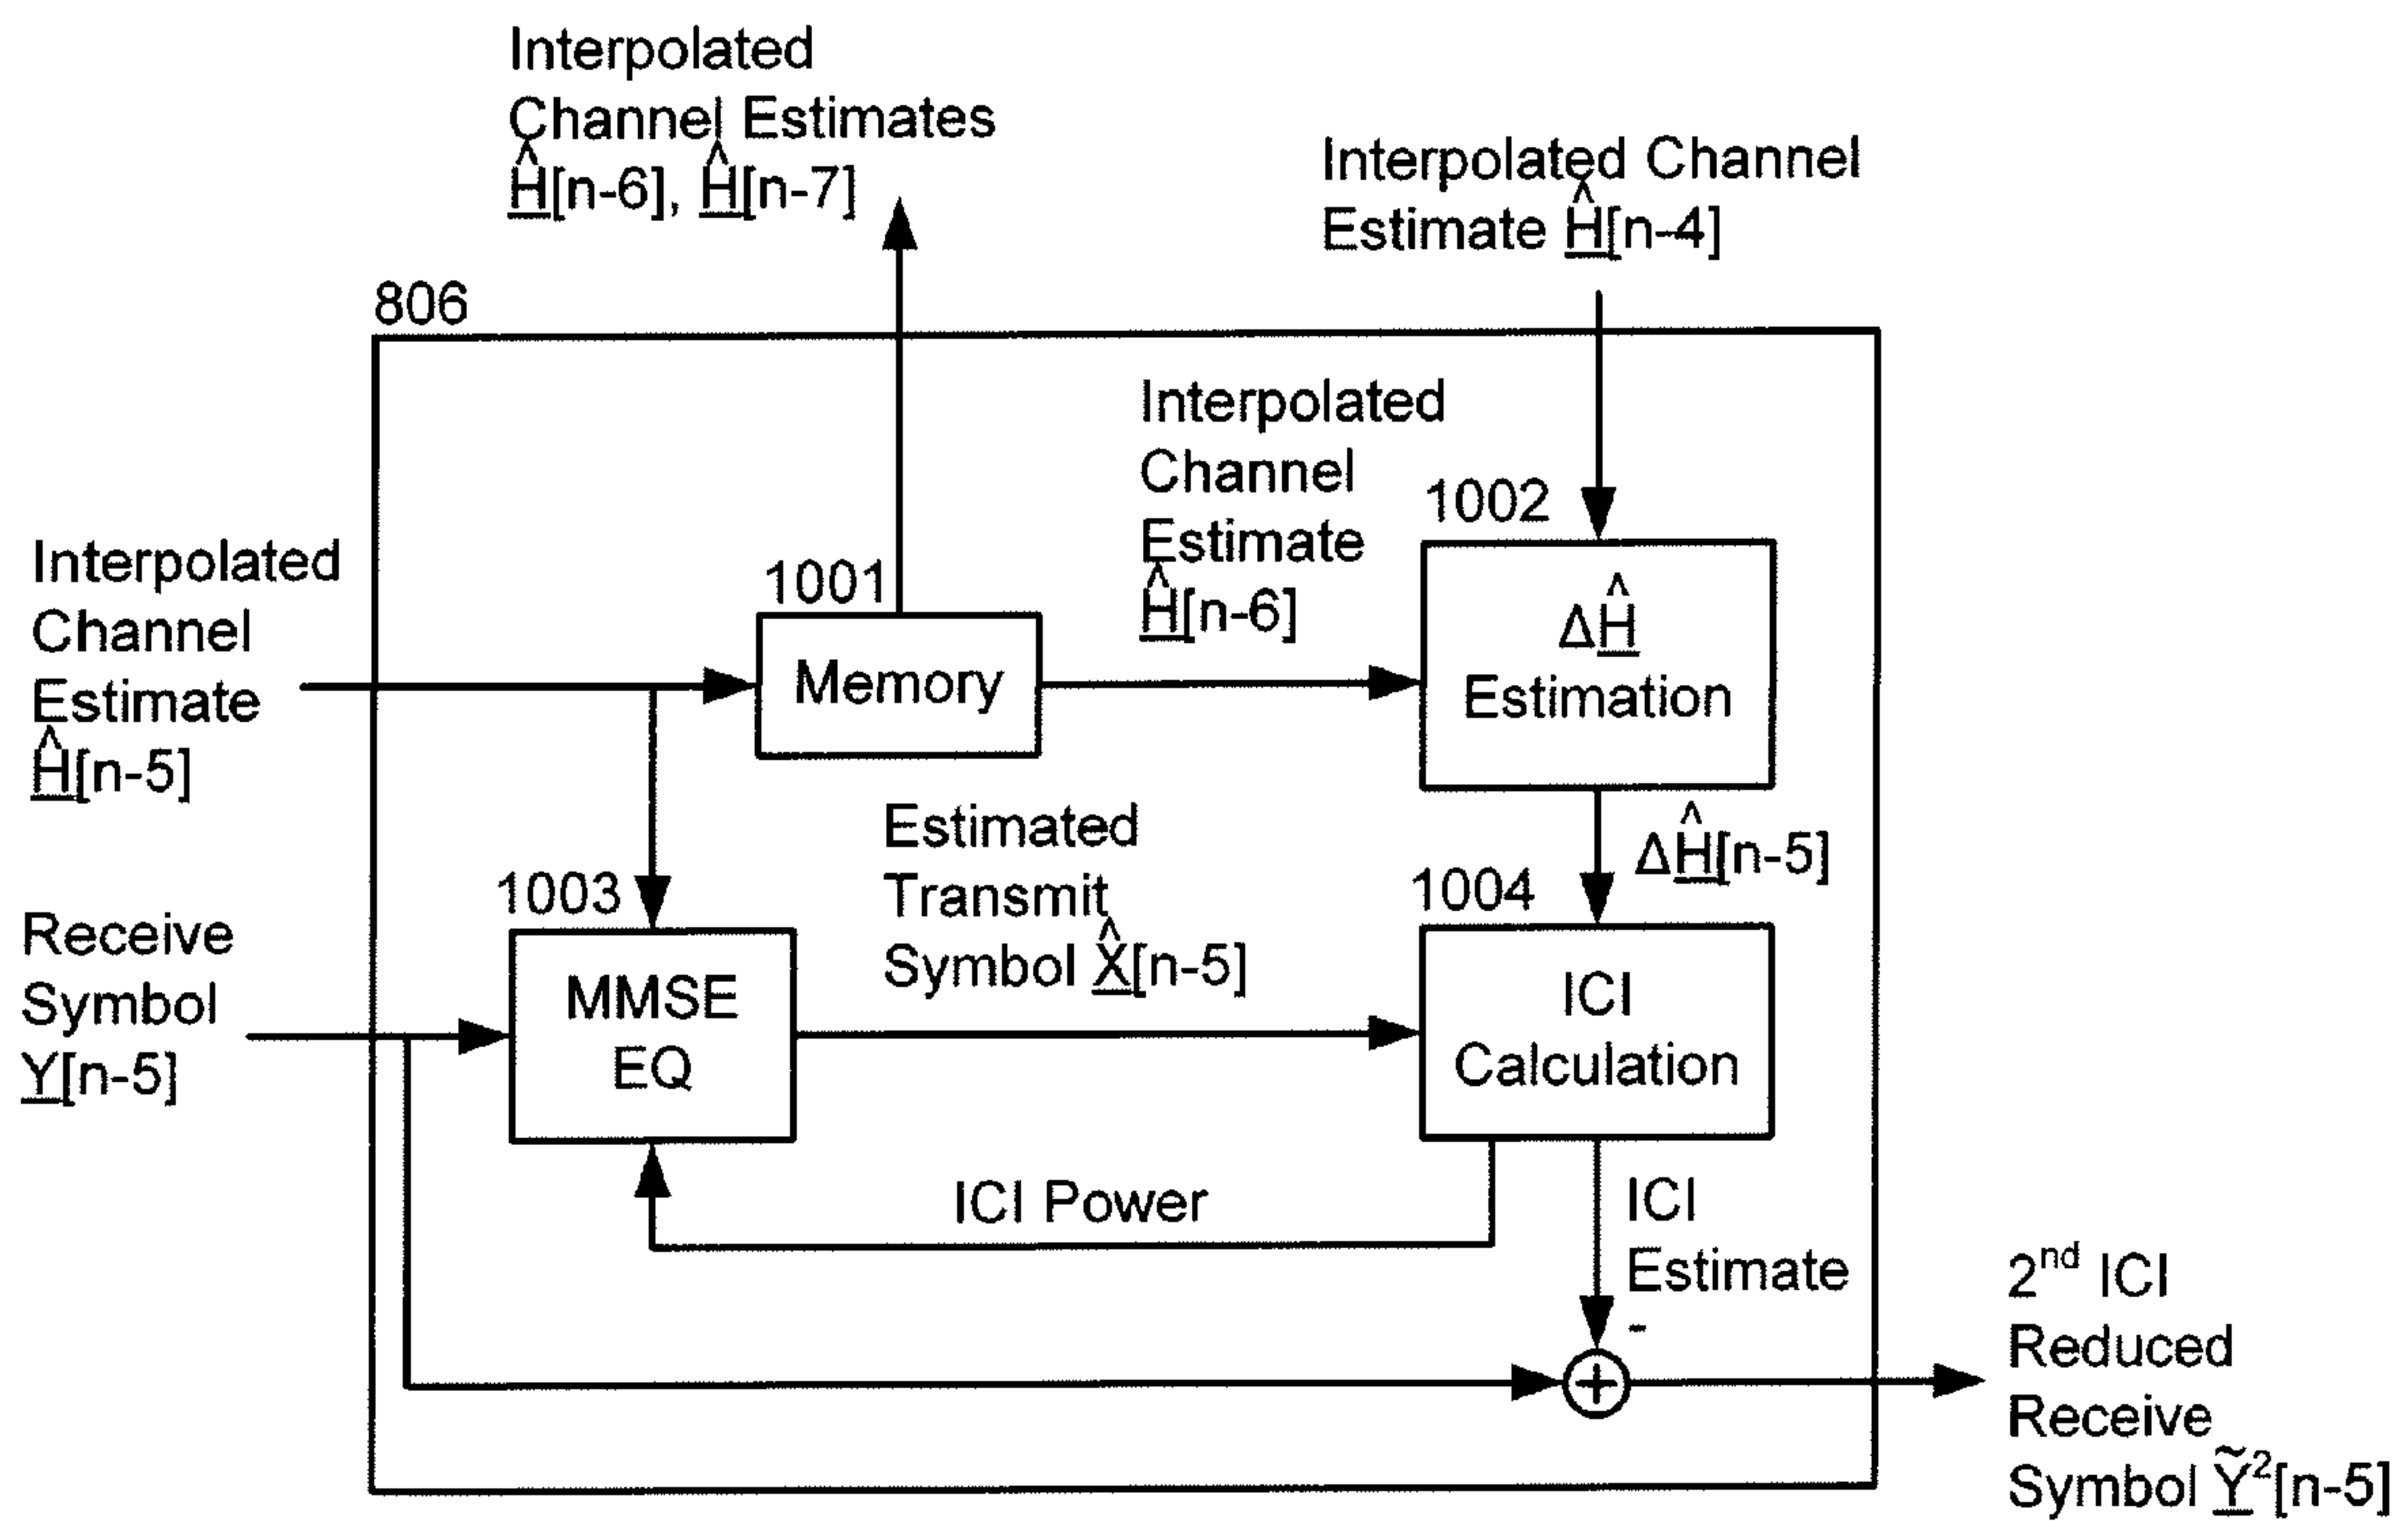 Interpolated
Channel Estimates
Ĥ[n-6], Ĥ[n-7]
Interpolated Channel
Estimate Ĥ[n-4]
806
Interpolated
Channel
Estimate
Ĥ[n-6]
1002
ΔĤ
Estimation
Interpolated
Channel
Estimate
Ĥ[n-5]
1001
Memory
ΔĤ[n-5]
Estimated
Transmit
Symbol X̂[n-5]
1003
MMSE
EQ
1004
ICI
Calculation
Receive
Symbol
Y[n-5]
ICI Power
ICI
Estimate
-
+
2nd ICI
Reduced
Receive
Symbol Ỹ²[n-5]